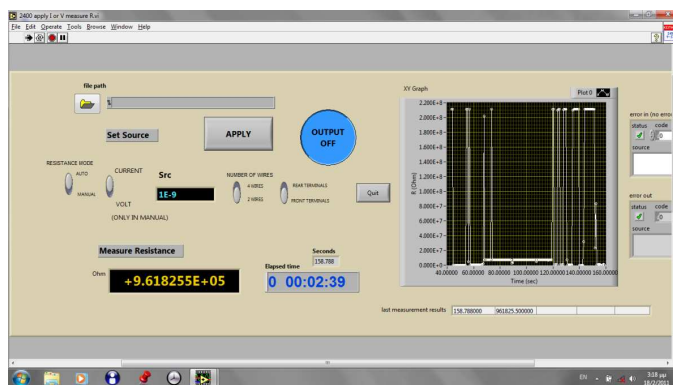 2400 apply I or V measure R.vi
File Edit Operate Tools Browse Window Help
file path
Set Source
APPLY
OUTPUT
OFF
RESISTANCE MODE
AUTO
MANUAL
CURRENT
VOLT
(ONLY IN MANUAL)
Src
1E-9
NUMBER OF WIRES
4 WIRES
2 WIRES
REAR TERMINALS
FRONT TERMINALS
Quit
Measure Resistance
Ohm
+9.618255E+05
Seconds
158.788
Elapsed time
0 00:02:39
XY Graph
Plot 0
R (Ohm)
2.200E+8
2.000E+8
1.800E+8
1.600E+8
1.400E+8
1.200E+8
1.000E+8
8.000E+7
6.000E+7
4.000E+7
2.000E+7
0.000E+0
40.00000 60.00000 80.00000 100.00000 120.00000 140.00000 160.00000
Time (sec)
last measurement results 158.788000 961825.500000
error in (no erro
status code
0
source
error out
status code
0
source
EN
3:18 μμ
18/2/2011